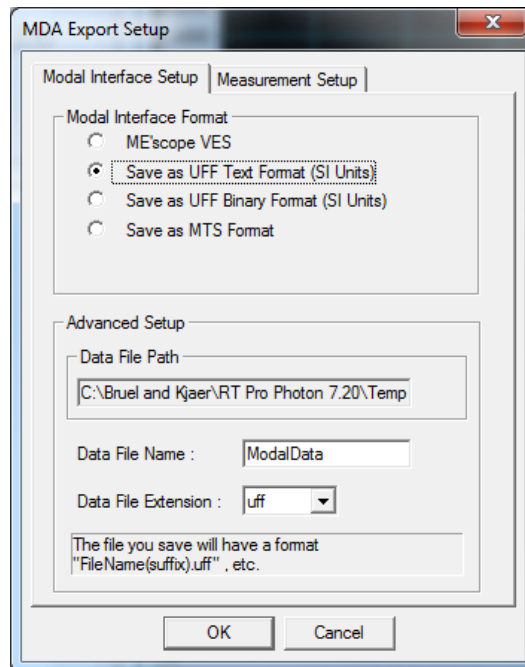 MDA Export Setup
Modal Interface Setup
Measurement Setup
Modal Interface Format
ME'scope VES
Save as UFF Text Format (SI Units)
Save as UFF Binary Format (SI Units)
Save as MTS Format
Advanced Setup
Data File Path
C:\Bruel and Kjaer\RT Pro Photon 7.20\Temp
Data File Name : ModalData
Data File Extension : uff
The file you save will have a format
"FileName(suffix).uff" , etc.
OK Cancel